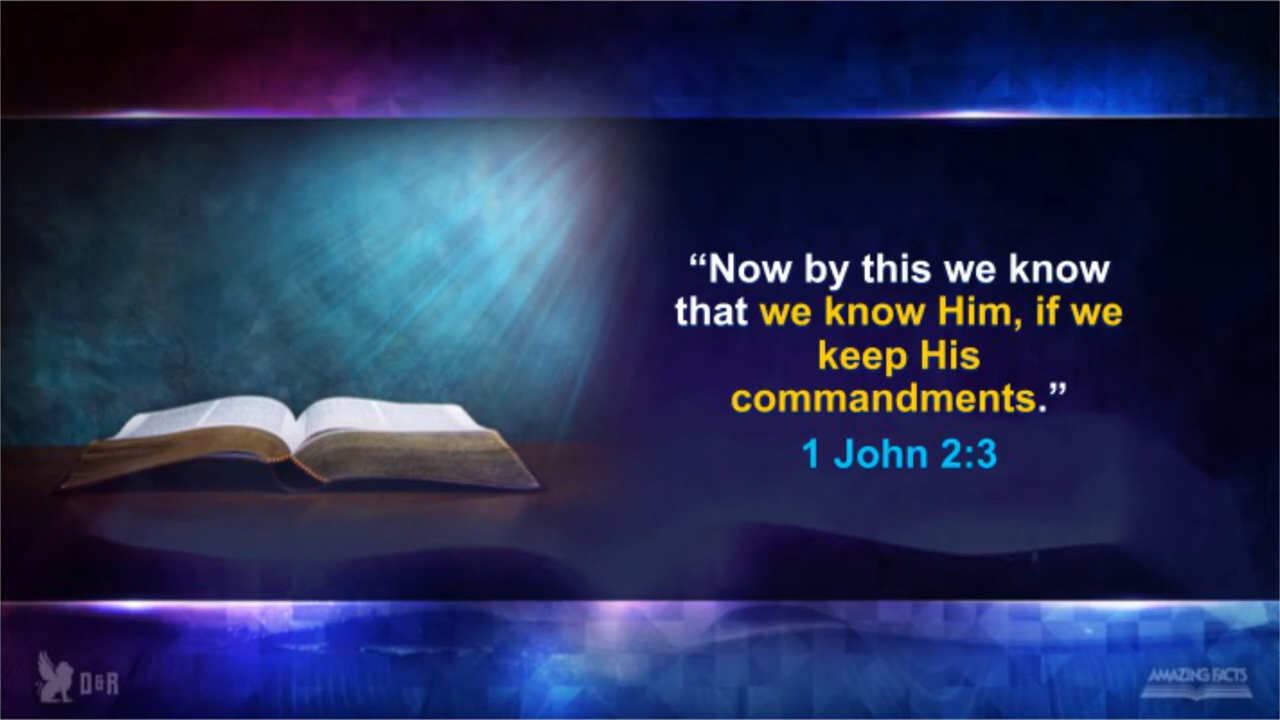 “Now by this we know
that we know Him, if we
keep His
commandments.”
1 John 2:3
D&R
AMAZING FACTS